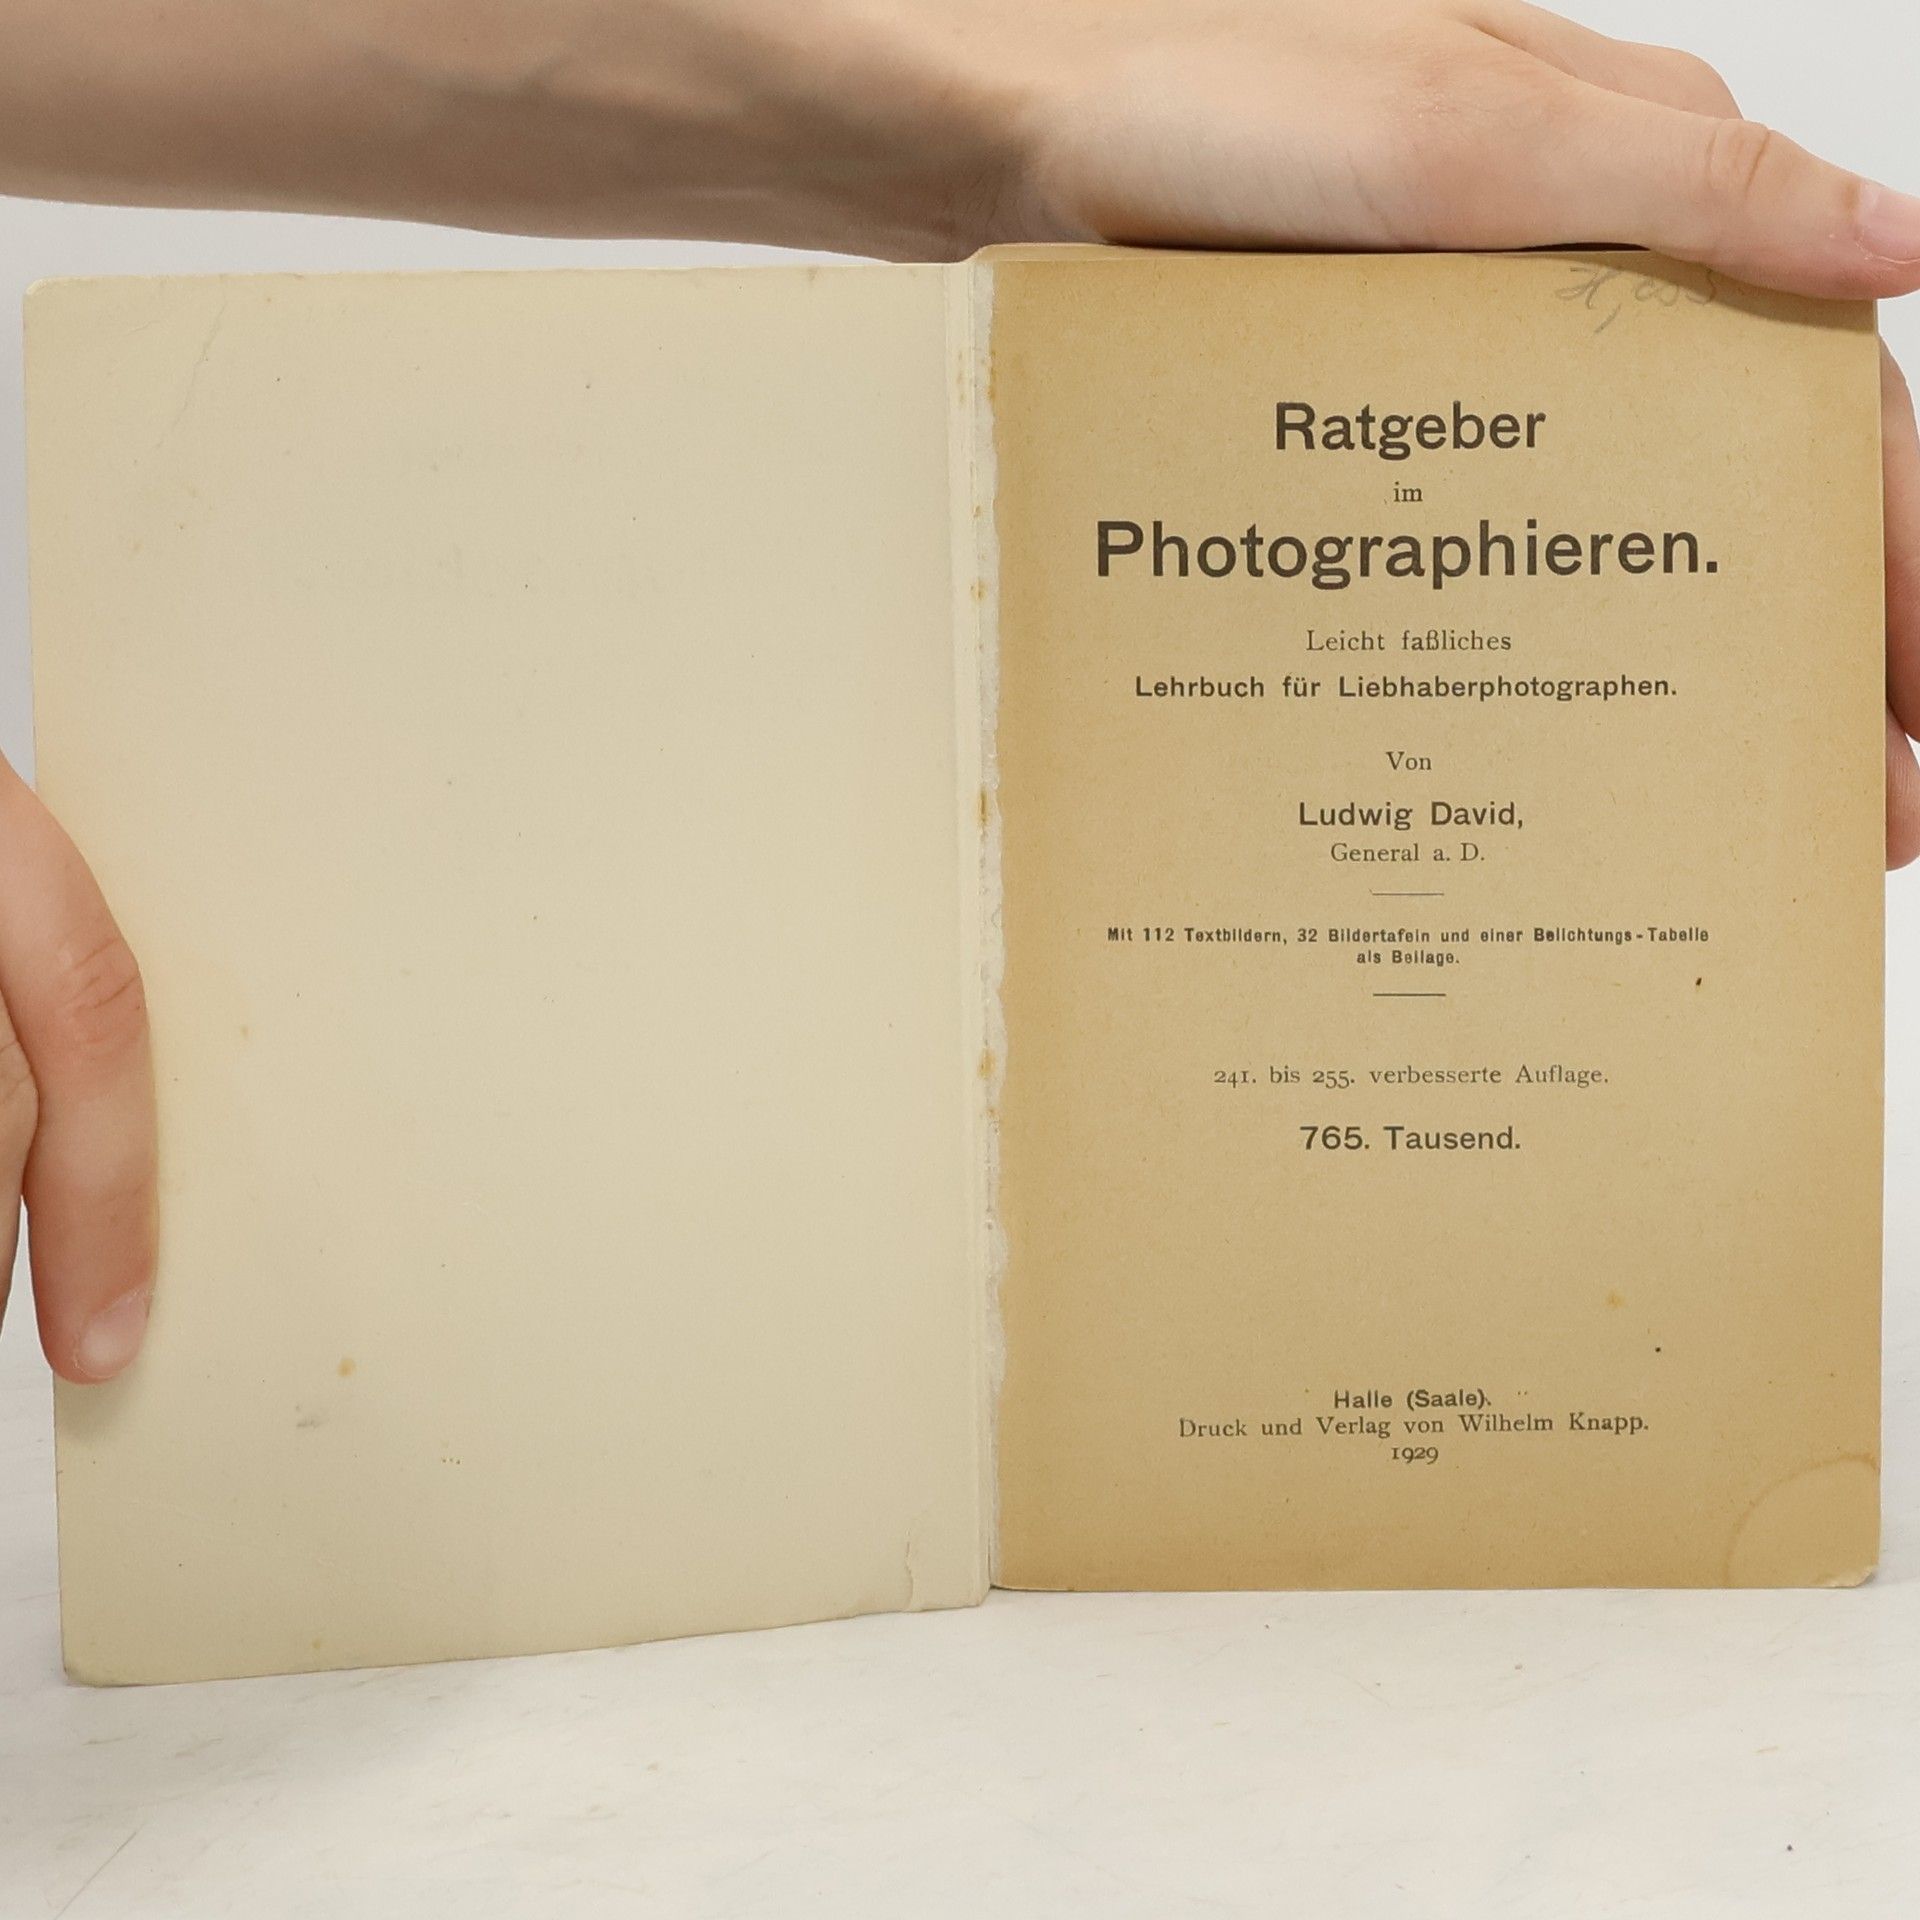 Ratgeber
im
Photographieren.
Leicht faßliches
Lehrbuch für Liebhaberphotographen.
Von
Ludwig David,
General a. D.
Mit 112 Textbildern, 32 Bildertafeln und einer Belichtungs-Tabelle
als Beilage.
241. bis 255. verbesserte Auflage.
765. Tausend.
Halle (Saale).
Druck und Verlag von Wilhelm Knapp.
1929